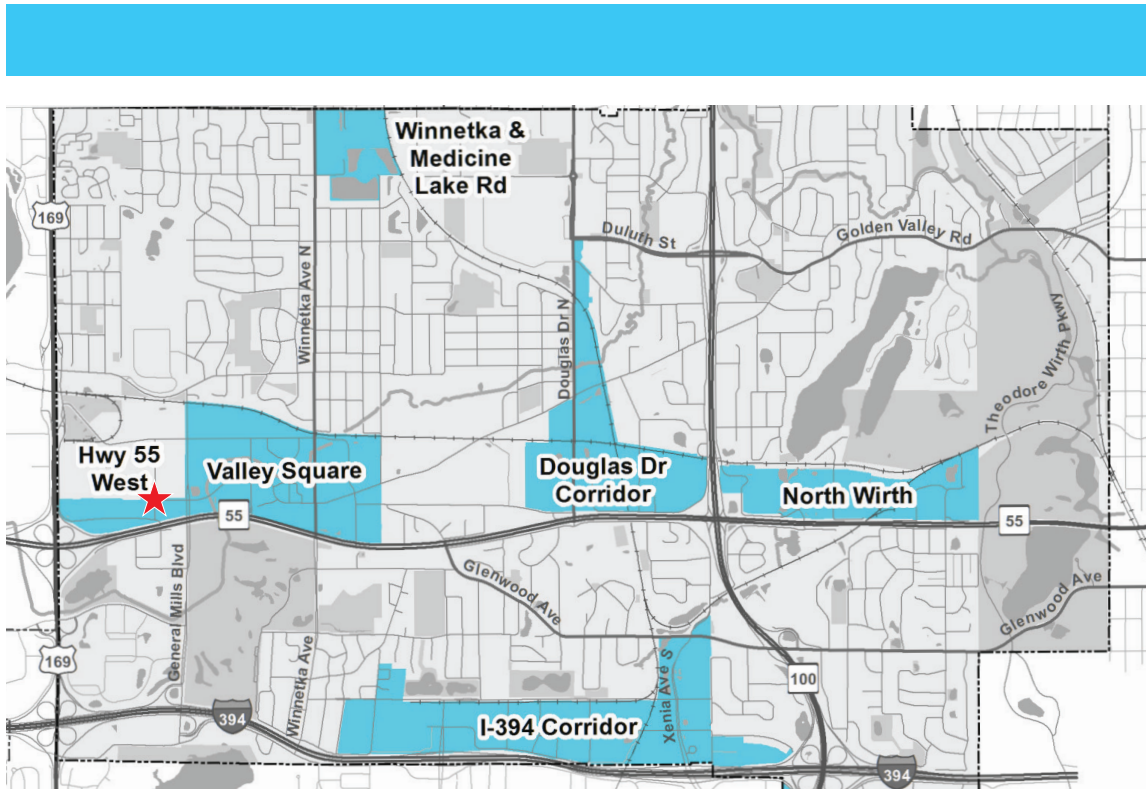 Winnetka &
Medicine
Lake Rd
169
Duluth St
Golden Valley Rd
Winnetka Ave N
Douglas Dr N
Theodore Wirth Pkwy
Hwy 55
West
Valley Square
Douglas Dr
Corridor
North Wirth
55
55
General Mills Blvd
Glenwood Ave
Glenwood Ave
Winnetka Ave
Xenia Ave S
169
100
394
I-394 Corridor
394